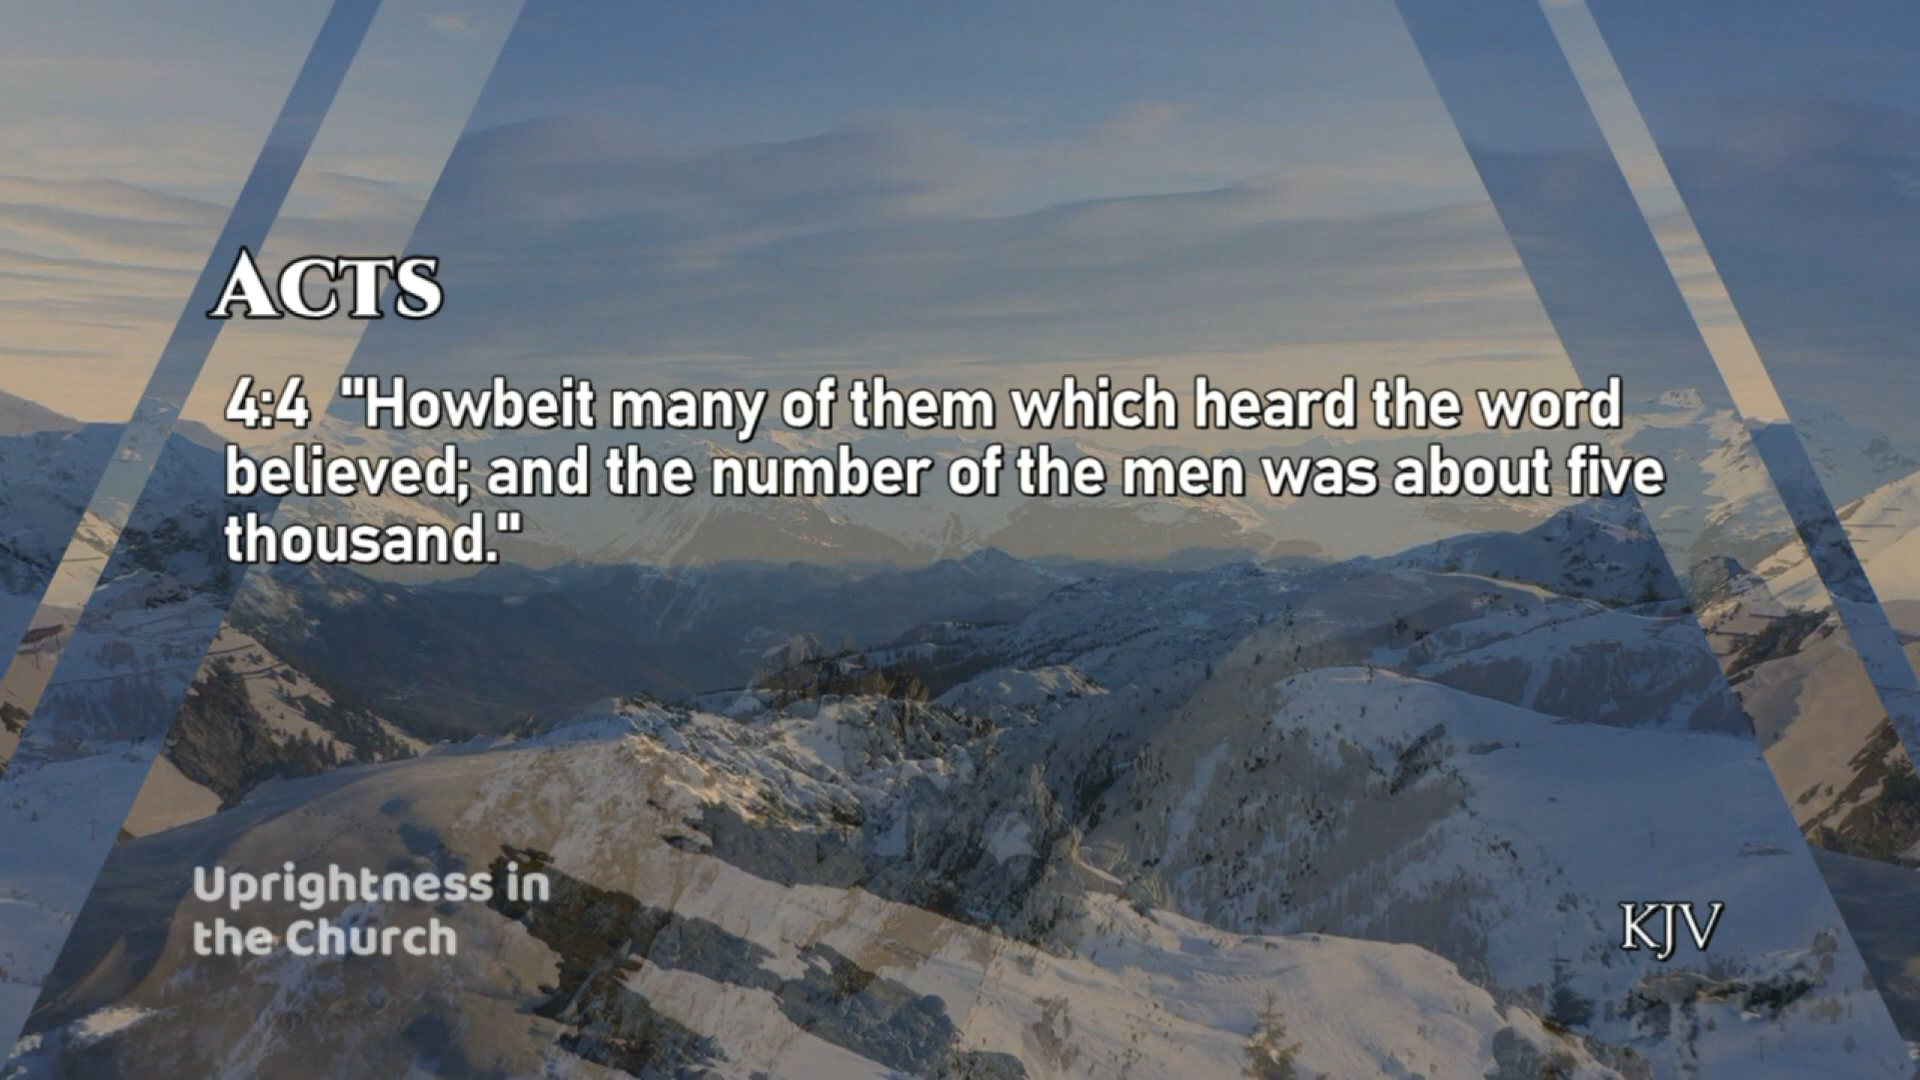 Acts
4:4 "Howbeit many of them which heard the word
believed; and the number of the men was about five
thousand."
Uprightness in
the Church
KJV